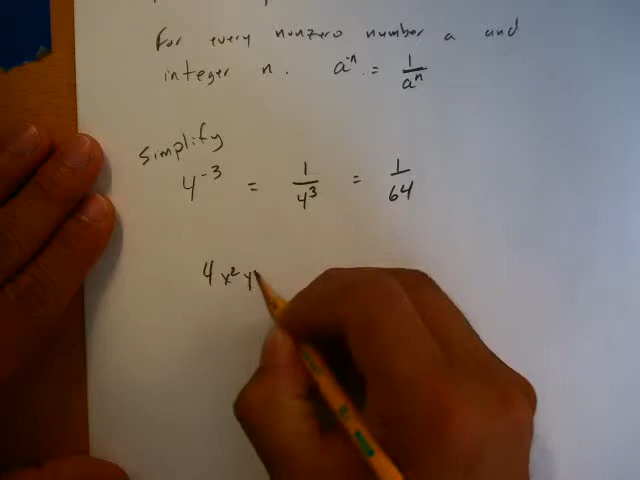 For every nonzero number a and
integer n. a⁻ⁿ = 1/aⁿ
Simplify
4⁻³ = 1/4³ = 1/64
4x²y